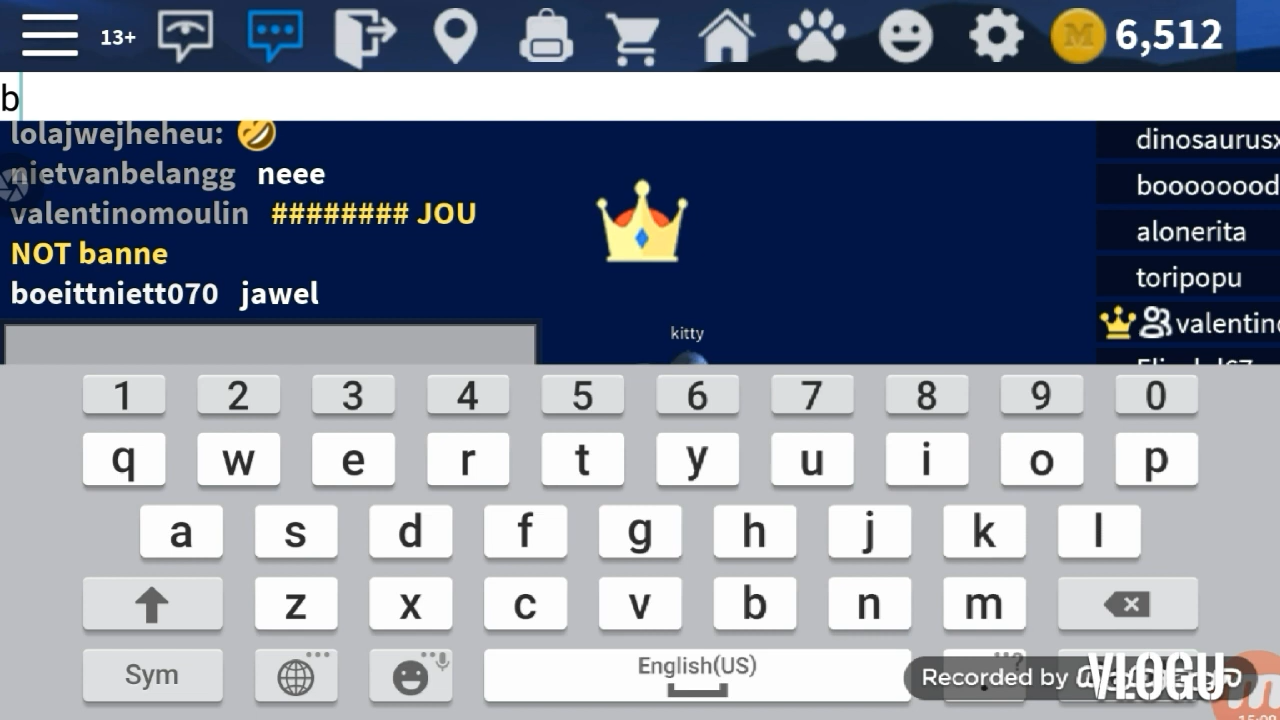 13+
6,512
b
lolajwejheheu: 🤣
nietvanbelangg neee
valentinomoulin ######## JOU
NOT banne
boeittniett070 jawel
dinosaurusx
boooooood
alonerita
toripopu
valentino
kitty
1 2 3 4 5 6 7 8 9 0
q w e r t y u i o p
a s d f g h j k l
z x c v b n m
Sym
English(US)
Recorded by
VLOGU